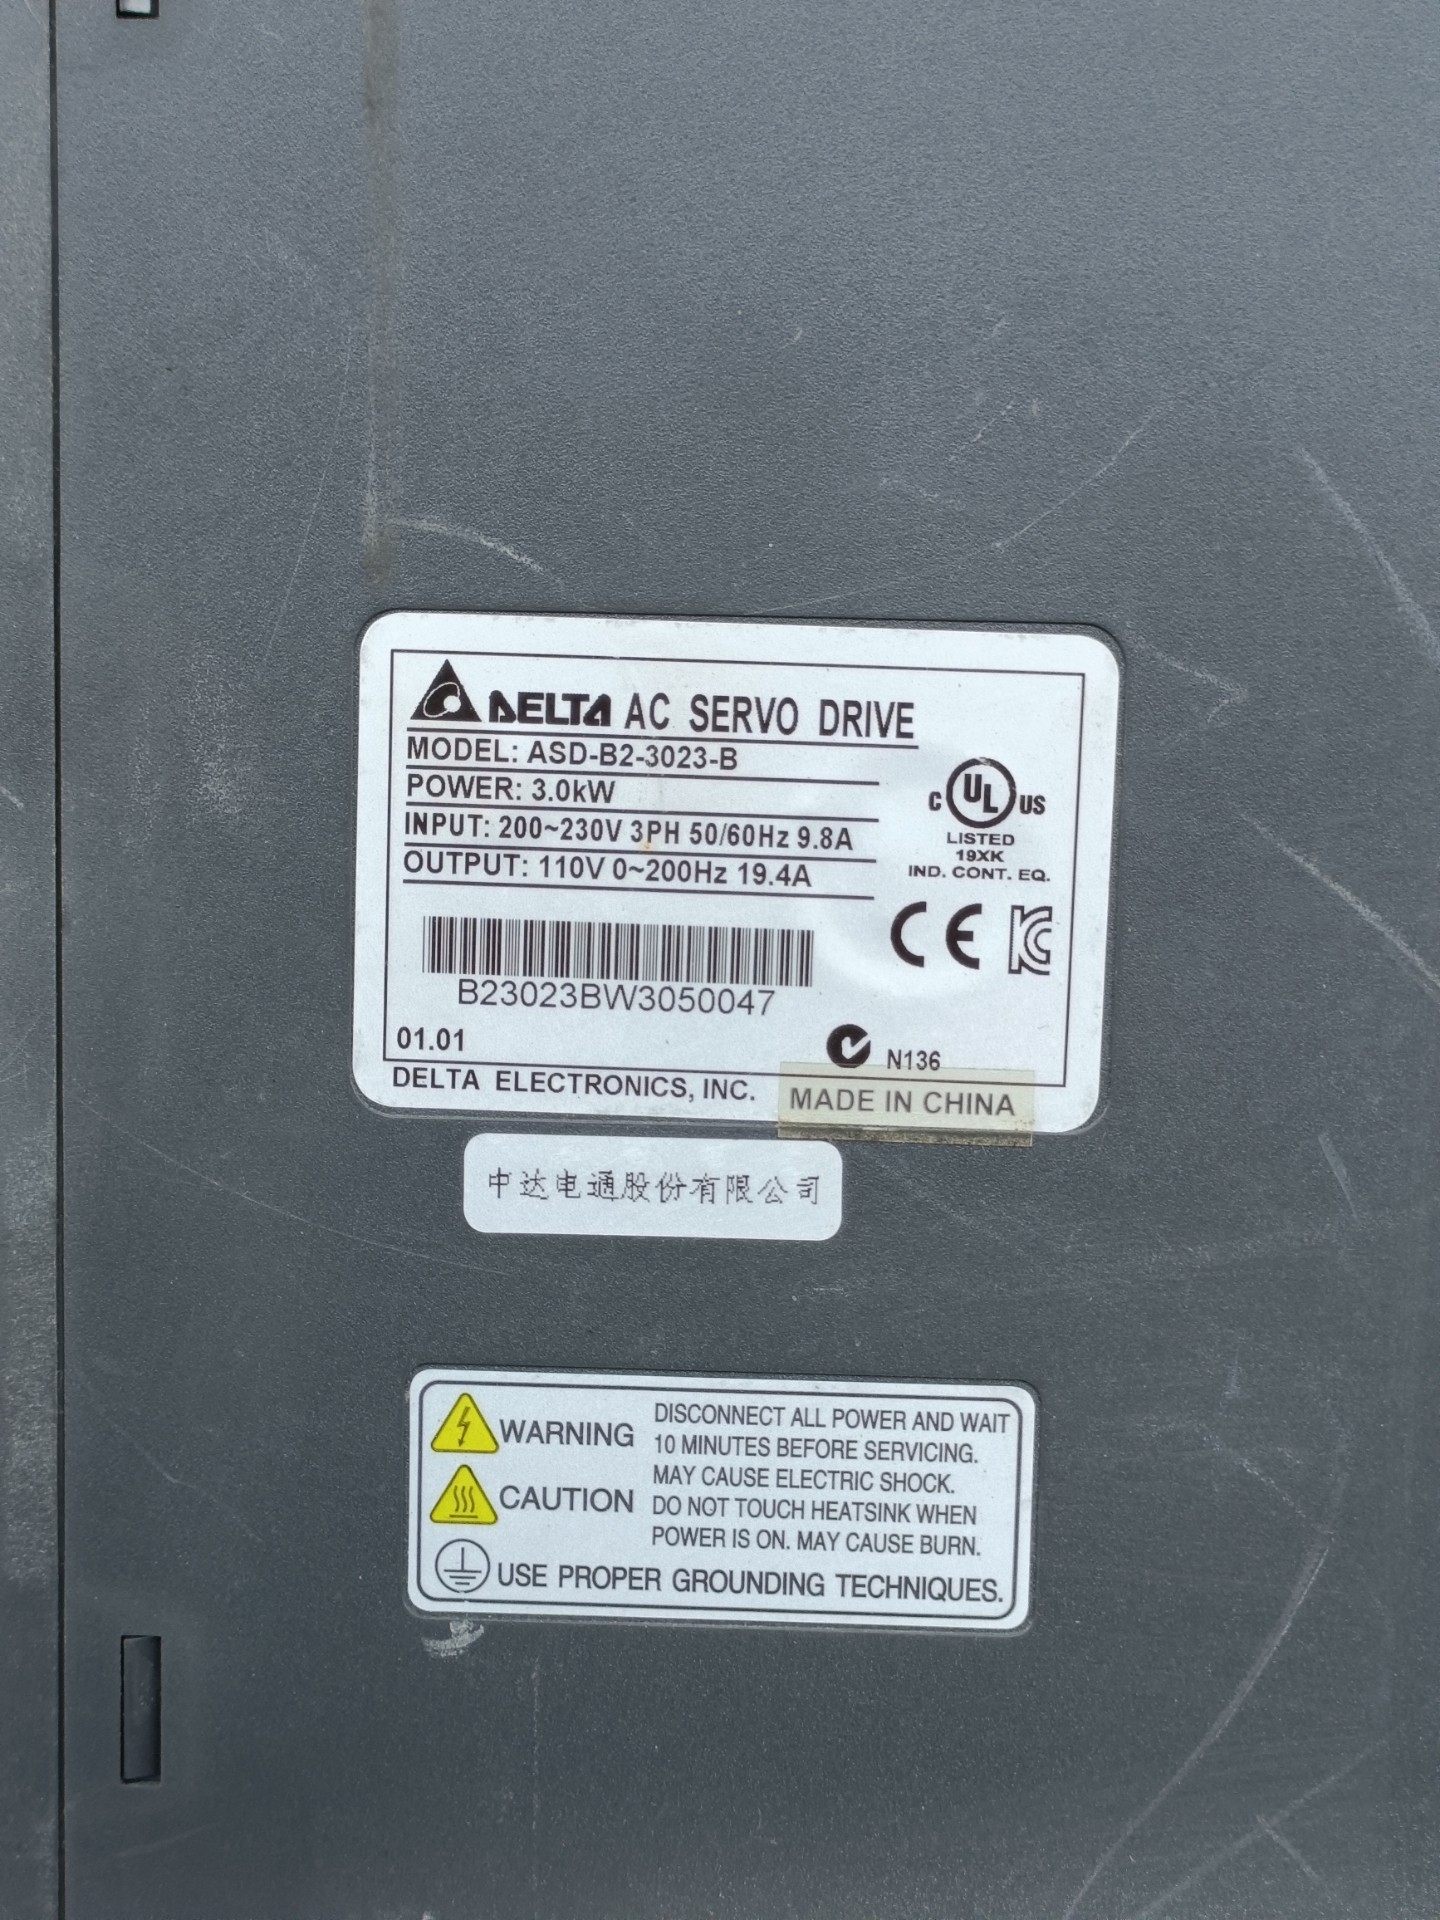 DELTA AC SERVO DRIVE
MODEL: ASD-B2-3023-B
POWER: 3.0kW
INPUT: 200~230V 3PH 50/60Hz 9.8A
OUTPUT: 110V 0~200Hz 19.4A
C UL US
LISTED
19XK
IND. CONT. EQ.
CE KC
B23023BW3050047
01.01
N136
DELTA ELECTRONICS, INC.
MADE IN CHINA
中达电通股份有限公司
WARNING
DISCONNECT ALL POWER AND WAIT
10 MINUTES BEFORE SERVICING.
MAY CAUSE ELECTRIC SHOCK.
CAUTION
DO NOT TOUCH HEATSINK WHEN
POWER IS ON. MAY CAUSE BURN.
USE PROPER GROUNDING TECHNIQUES.